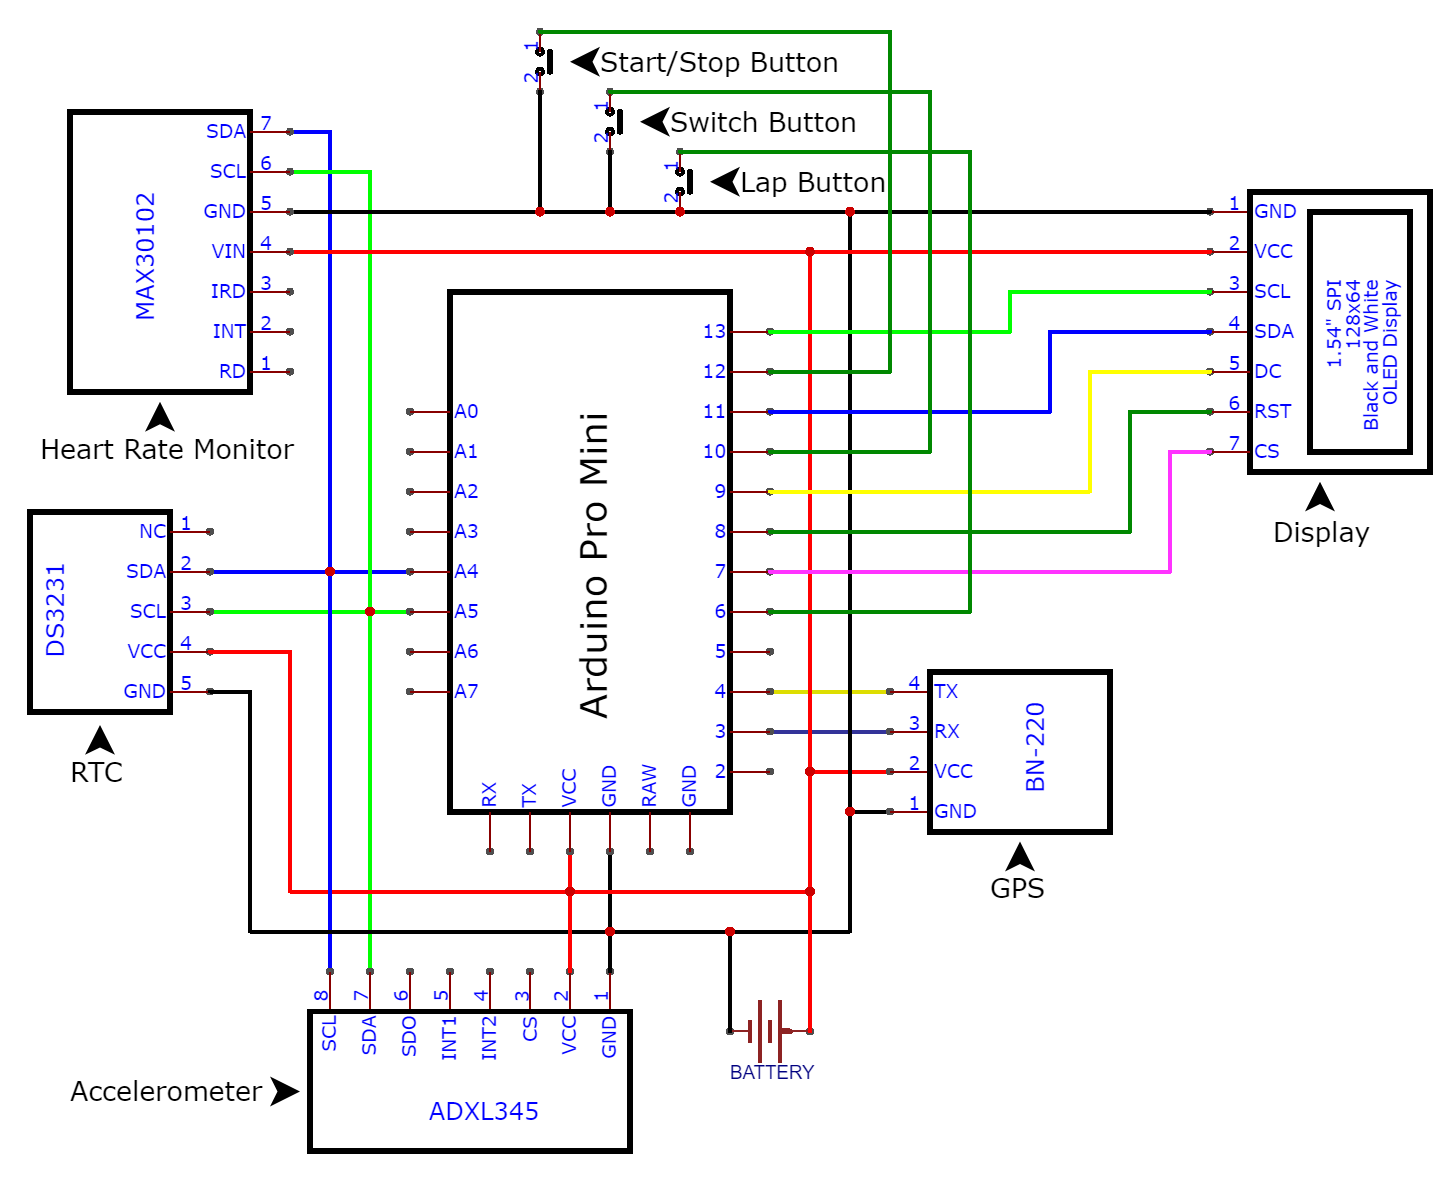 1
2
Start/Stop Button
1
2
Switch Button
1
2
Lap Button
MAX30102
SDA 7
SCL 6
GND 5
VIN 4
IRD 3
INT 2
RD 1
Heart Rate Monitor
1 GND
2 VCC
3 SCL
4 SDA
5 DC
6 RST
7 CS
1.54" SPI
128x64
Black and White
OLED Display
Display
Arduino Pro Mini
A0
A1
A2
A3
A4
A5
A6
A7
13
12
11
10
9
8
7
6
5
4
3
2
RX
TX
VCC
GND
RAW
GND
DS3231
NC 1
SDA 2
SCL 3
VCC 4
GND 5
RTC
4 TX
3 RX
2 VCC
1 GND
BN-220
GPS
8 SCL
7 SDA
6 SDO
5 INT1
4 INT2
3 CS
2 VCC
1 GND
ADXL345
Accelerometer
BATTERY